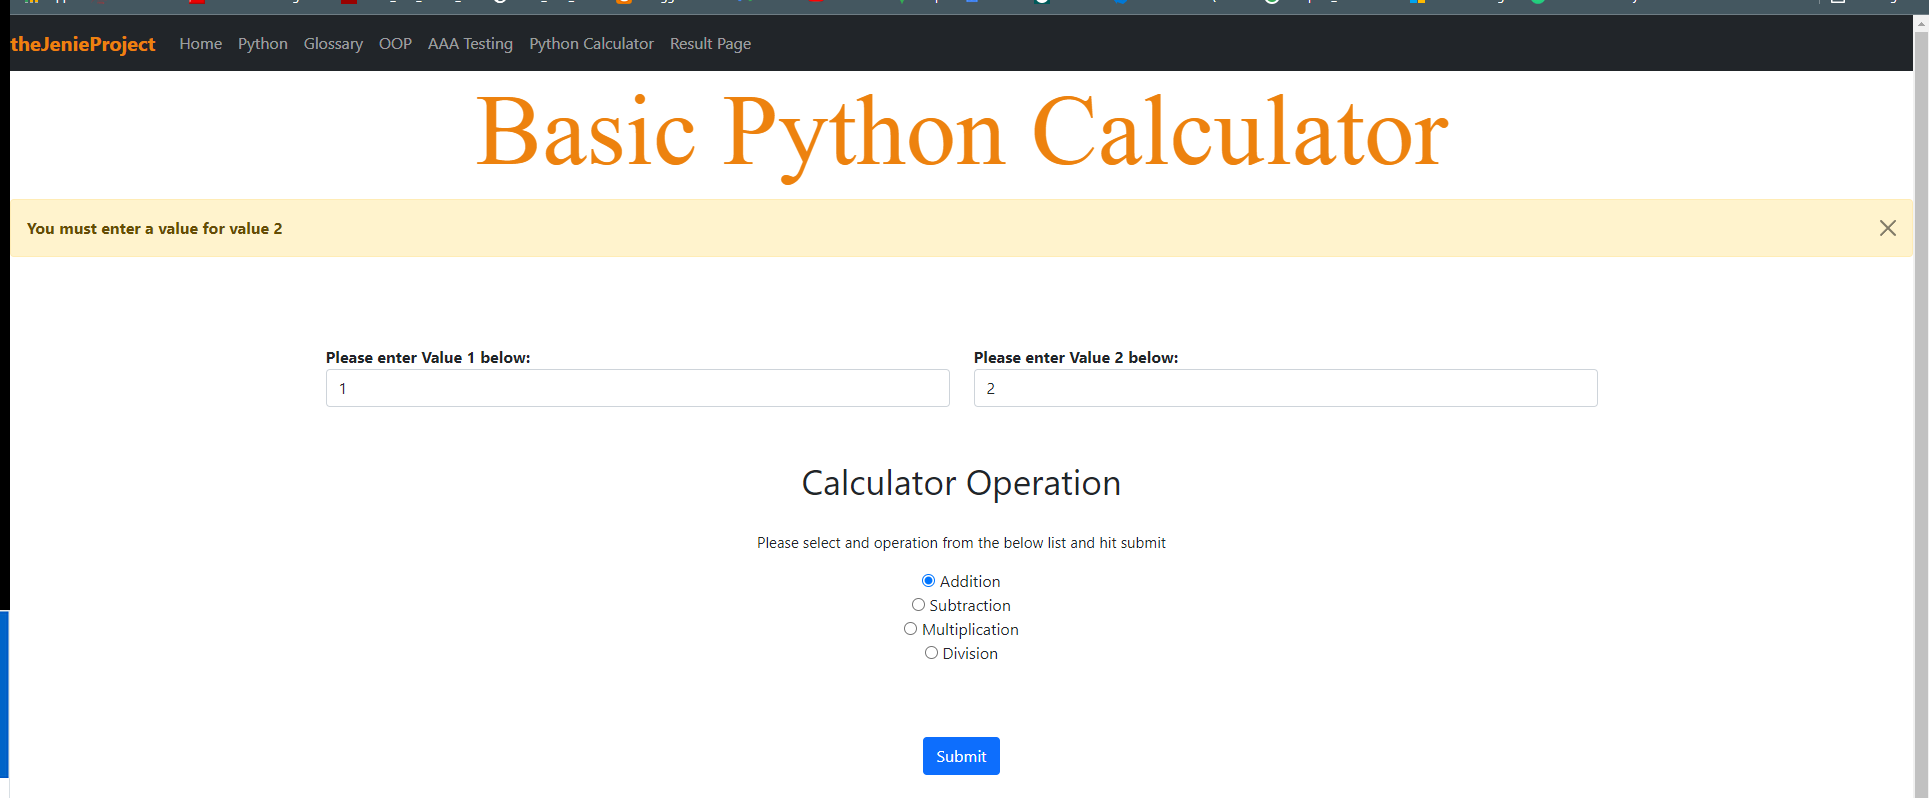 theJenieProject Home Python Glossary OOP AAA Testing Python Calculator Result Page
Basic Python Calculator
You must enter a value for value 2
Please enter Value 1 below: Please enter Value 2 below:
1 2
Calculator Operation
Please select and operation from the below list and hit submit
Addition
Subtraction
Multiplication
Division
Submit